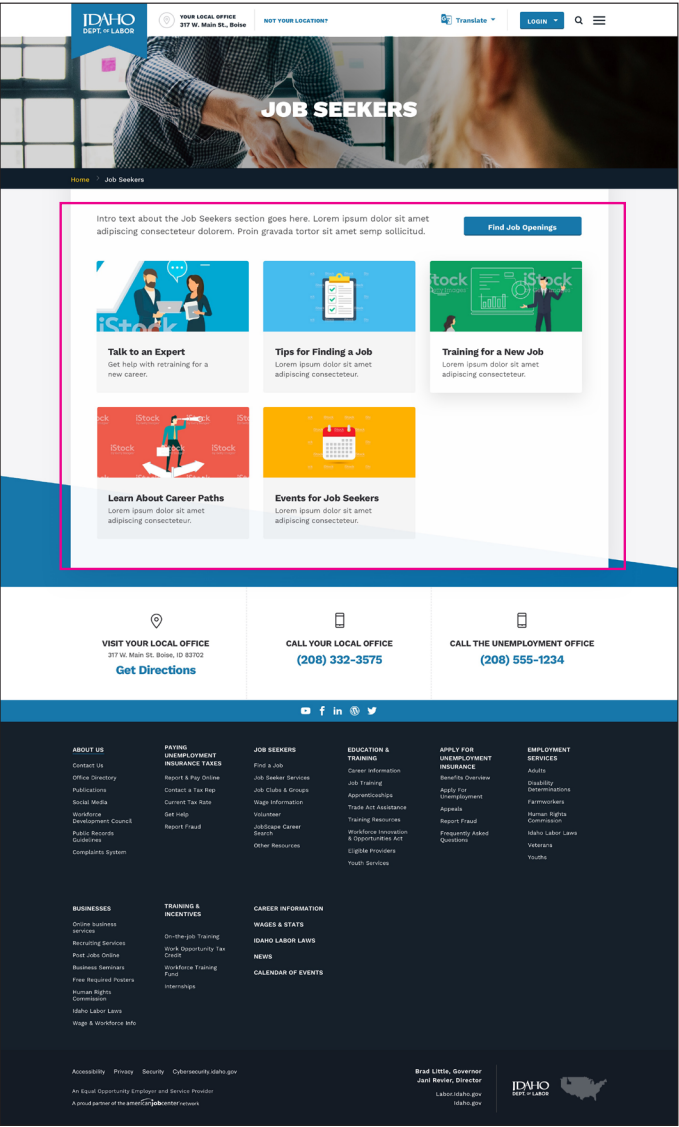 IDAHO
DEPT. OF LABOR
YOUR LOCAL OFFICE
317 W. Main St., Boise
NOT YOUR LOCATION?
Translate
LOGIN
JOB SEEKERS
Home > Job Seekers
Intro text about the Job Seekers section goes here. Lorem ipsum dolor sit amet
adipiscing consecteteur dolorem. Proin gravada tortor sit amet semp sollicitud.
Find Job Openings
iStock
iStock
iStock
Talk to an Expert
Get help with retraining for a
new career.
Tips for Finding a Job
Lorem ipsum dolor sit amet
adipiscing consecteteur.
Training for a New Job
Lorem ipsum dolor sit amet
adipiscing consecteteur.
iStock
iStock
iStock
iStock
iStock
Learn About Career Paths
Lorem ipsum dolor sit amet
adipiscing consecteteur.
Events for Job Seekers
Lorem ipsum dolor sit amet
adipiscing consecteteur.
VISIT YOUR LOCAL OFFICE
317 W. Main St. Boise, ID 83702
Get Directions
CALL YOUR LOCAL OFFICE
(208) 332-3575
CALL THE UNEMPLOYMENT OFFICE
(208) 555-1234
ABOUT US
Contact Us
Office Directory
Publications
Social Media
Workforce
Development Council
Public Records
Guidelines
Complaints System
PAYING
UNEMPLOYMENT
INSURANCE TAXES
Report & Pay Online
Contact a Tax Rep
Current Tax Rate
Get Help
Report Fraud
JOB SEEKERS
Find a Job
Job Seeker Services
Job Clubs & Groups
Wage Information
Volunteer
JobScape Career
Search
Other Resources
EDUCATION &
TRAINING
Career Information
Job Training
Apprenticeships
Trade Act Assistance
Training Resources
Workforce Innovation
& Opportunities Act
Eligible Providers
Youth Services
APPLY FOR
UNEMPLOYMENT
INSURANCE
Benefits Overview
Apply For
Unemployment
Appeals
Report Fraud
Frequently Asked
Questions
EMPLOYMENT
SERVICES
Adults
Disability
Determinations
Farmworkers
Human Rights
Commission
Idaho Labor Laws
Veterans
Youths
BUSINESSES
Online business
services
Recruiting Services
Post Jobs Online
Business Seminars
Free Required Posters
Human Rights
Commission
Idaho Labor Laws
Wage & Workforce Info
TRAINING &
INCENTIVES
On-the-job Training
Work Opportunity Tax
Credit
Workforce Training
Fund
Internships
CAREER INFORMATION
WAGES & STATS
IDAHO LABOR LAWS
NEWS
CALENDAR OF EVENTS
Accessibility Privacy Security Cybersecurity.idaho.gov
An Equal Opportunity Employer and Service Provider
A proud partner of the americanjobcenter network
Brad Little, Governor
Jani Revier, Director
Labor.Idaho.gov
Idaho.gov
IDAHO
DEPT. OF LABOR